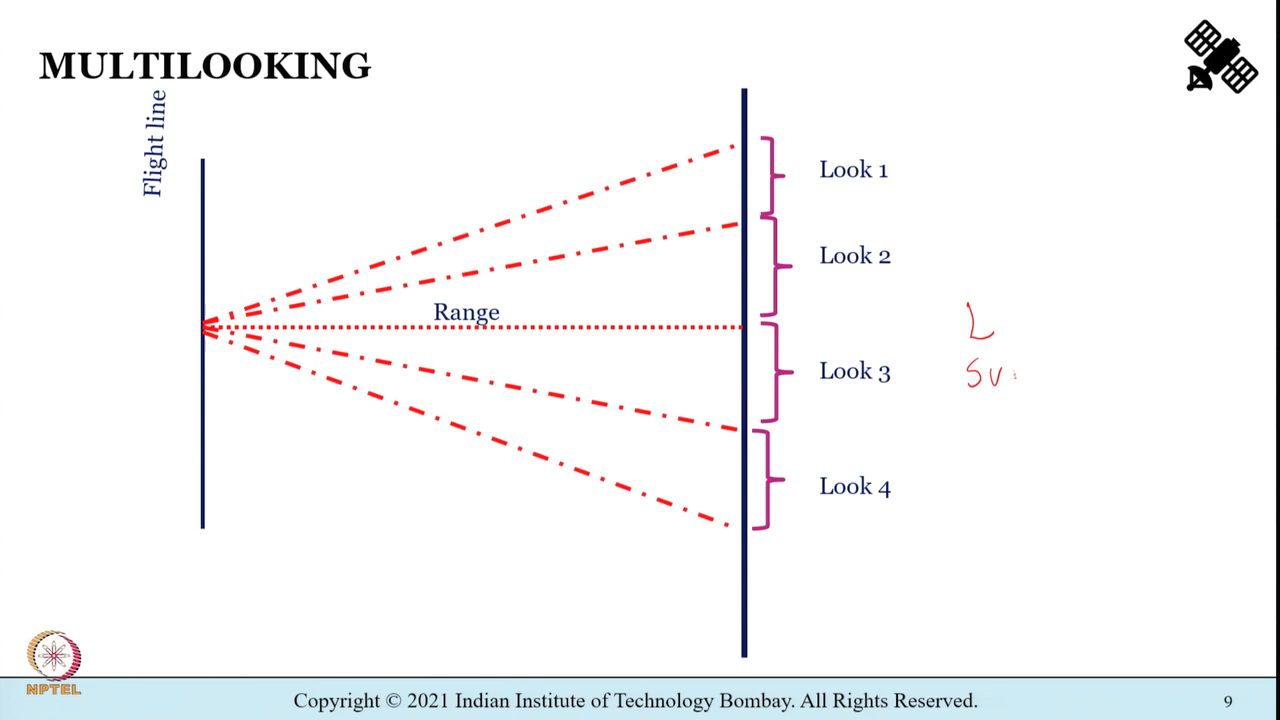 MULTILOOKING
Flight line
Look 1
Look 2
Range
L
Look 3
Look 4
NPTEL
Copyright © 2021 Indian Institute of Technology Bombay. All Rights Reserved.
9